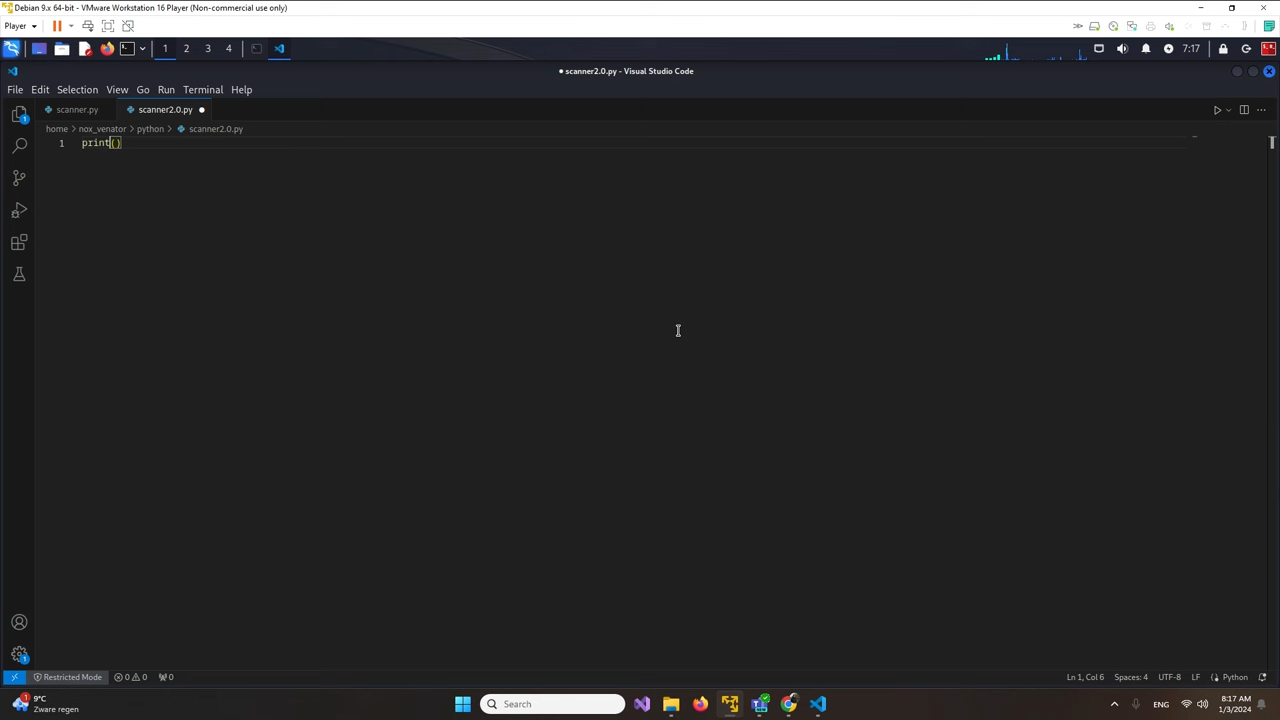 Debian 9.x 64-bit - VMware Workstation 16 Player (Non-commercial use only)
Player
1 2 3 4
7:17
scanner2.0.py - Visual Studio Code
File Edit Selection View Go Run Terminal Help
scanner.py scanner2.0.py
home > nox_venator > python > scanner2.0.py
1 print()
Restricted Mode 0 0 0 Ln 1, Col 6 Spaces: 4 UTF-8 LF Python
9°C
Zware regen
Search
ENG
8:17 AM
1/3/2024